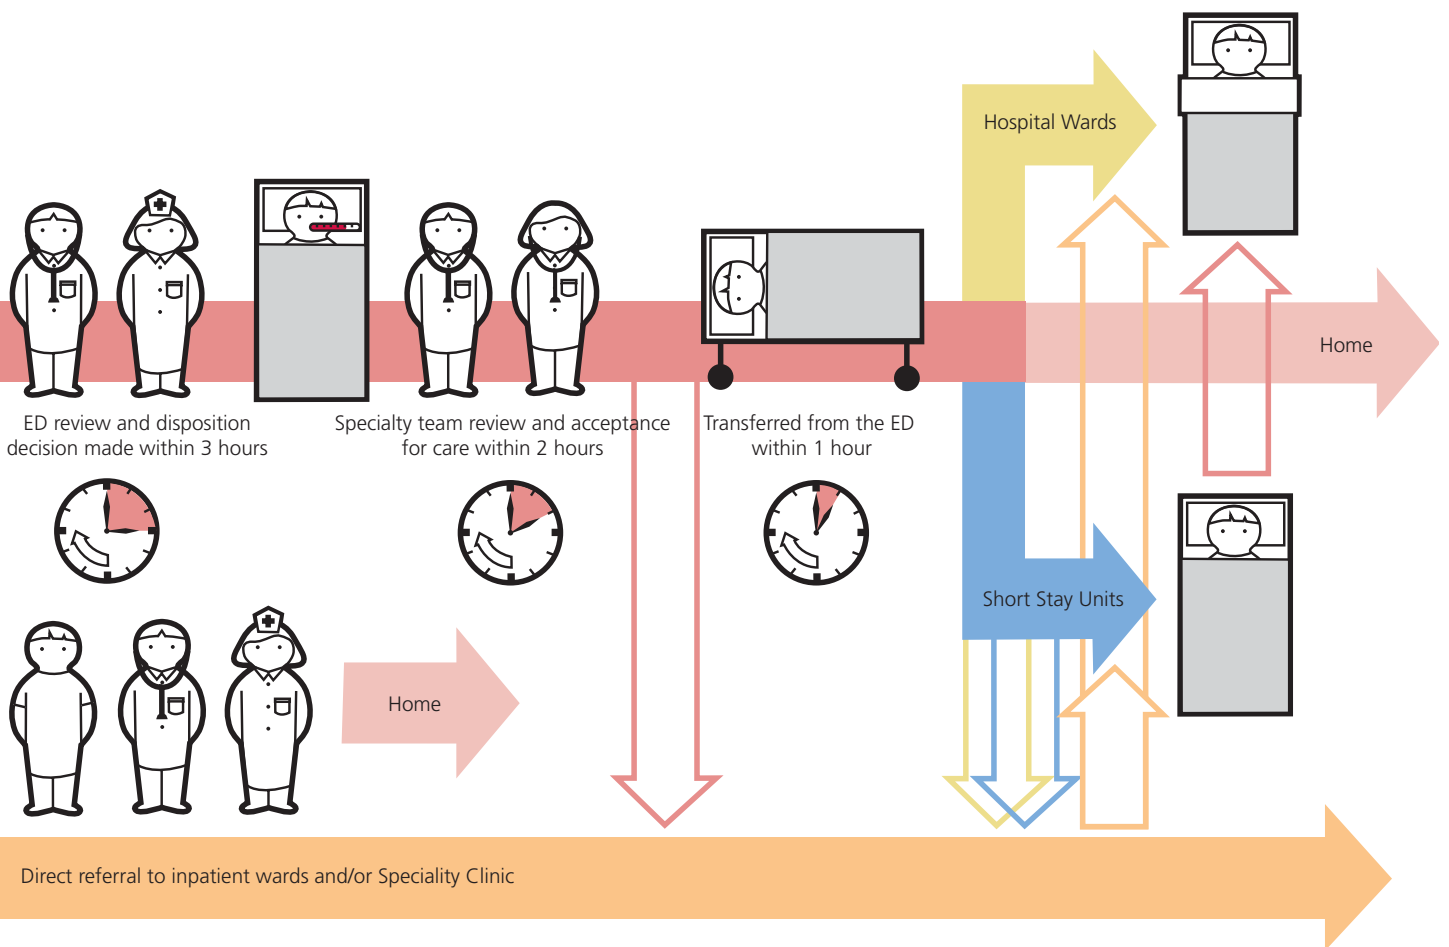 Hospital Wards
Home
ED review and disposition
decision made within 3 hours
Specialty team review and acceptance
for care within 2 hours
Transferred from the ED
within 1 hour
Short Stay Units
Home
Direct referral to inpatient wards and/or Speciality Clinic